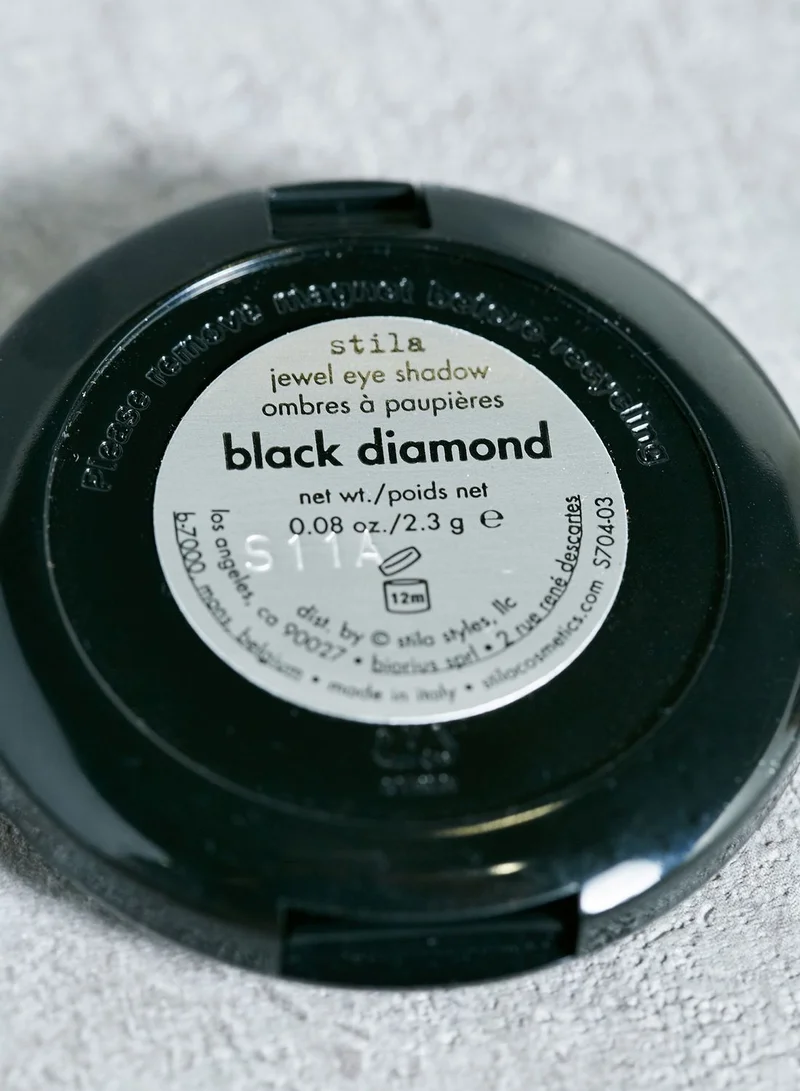 Please remove magnet before recycling
stila
jewel eye shadow
ombres à paupières
black diamond
net wt./poids net
0.08 oz./2.3 g ℮
S11A
12m
dist. by © stila styles, llc
los angeles, ca 90027 • biorius sprl • 2 rue rené descartes
b-7000, mons, belgium • made in italy • stilacosmetics.com S704-03